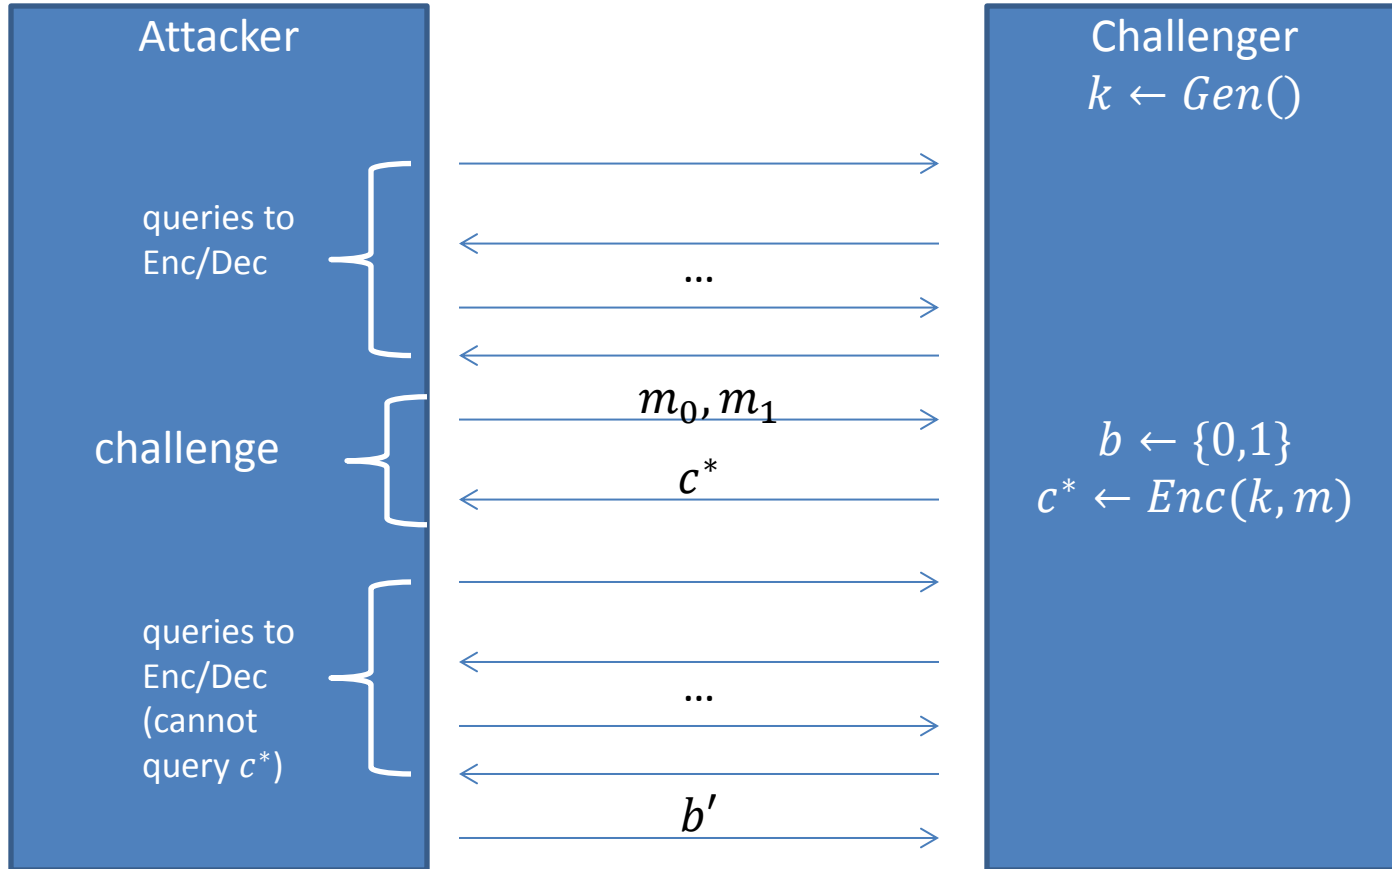 Attacker
Challenger
k ← Gen()
queries to
Enc/Dec
...
m₀, m₁
challenge
b ← {0,1}
c*
c* ← Enc(k, m)
queries to
Enc/Dec
(cannot
query c*)
...
b′